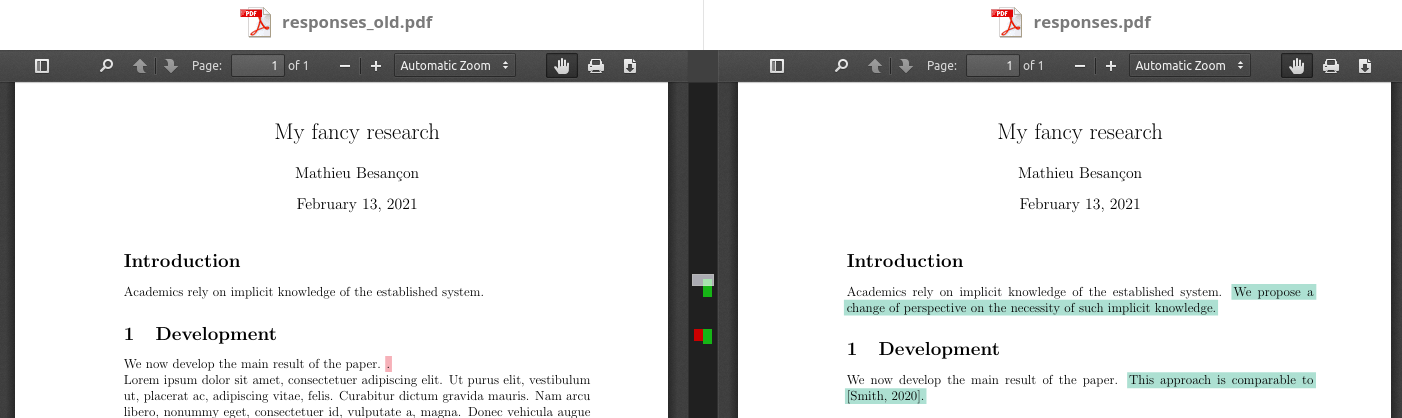 responses_old.pdf
Page: 1 of 1
Automatic Zoom
My fancy research
Mathieu Besançon
February 13, 2021
Introduction
Academics rely on implicit knowledge of the established system.
1 Development
We now develop the main result of the paper. .
Lorem ipsum dolor sit amet, consectetuer adipiscing elit. Ut purus elit, vestibulum
ut, placerat ac, adipiscing vitae, felis. Curabitur dictum gravida mauris. Nam arcu
libero, nonummy eget, consectetuer id, vulputate a, magna. Donec vehicula augue
responses.pdf
Page: 1 of 1
Automatic Zoom
My fancy research
Mathieu Besançon
February 13, 2021
Introduction
Academics rely on implicit knowledge of the established system. We propose a
change of perspective on the necessity of such implicit knowledge.
1 Development
We now develop the main result of the paper. This approach is comparable to
[Smith, 2020].